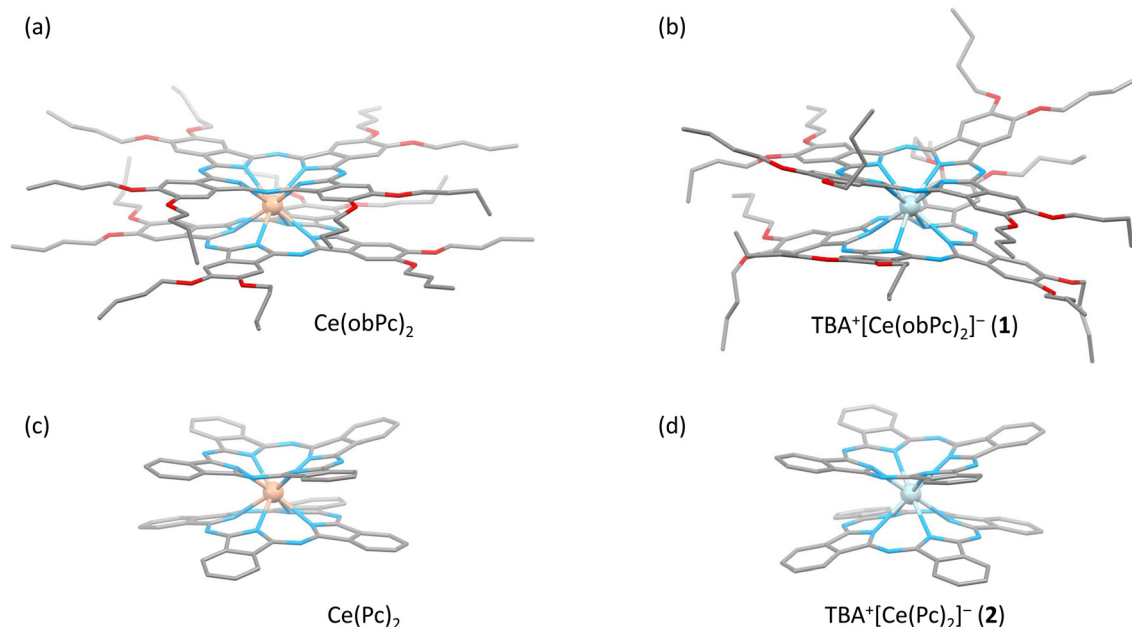 (a)
(b)
Ce(obPc)₂
TBA⁺[Ce(obPc)₂]⁻ (1)
(c)
(d)
Ce(Pc)₂
TBA⁺[Ce(Pc)₂]⁻ (2)